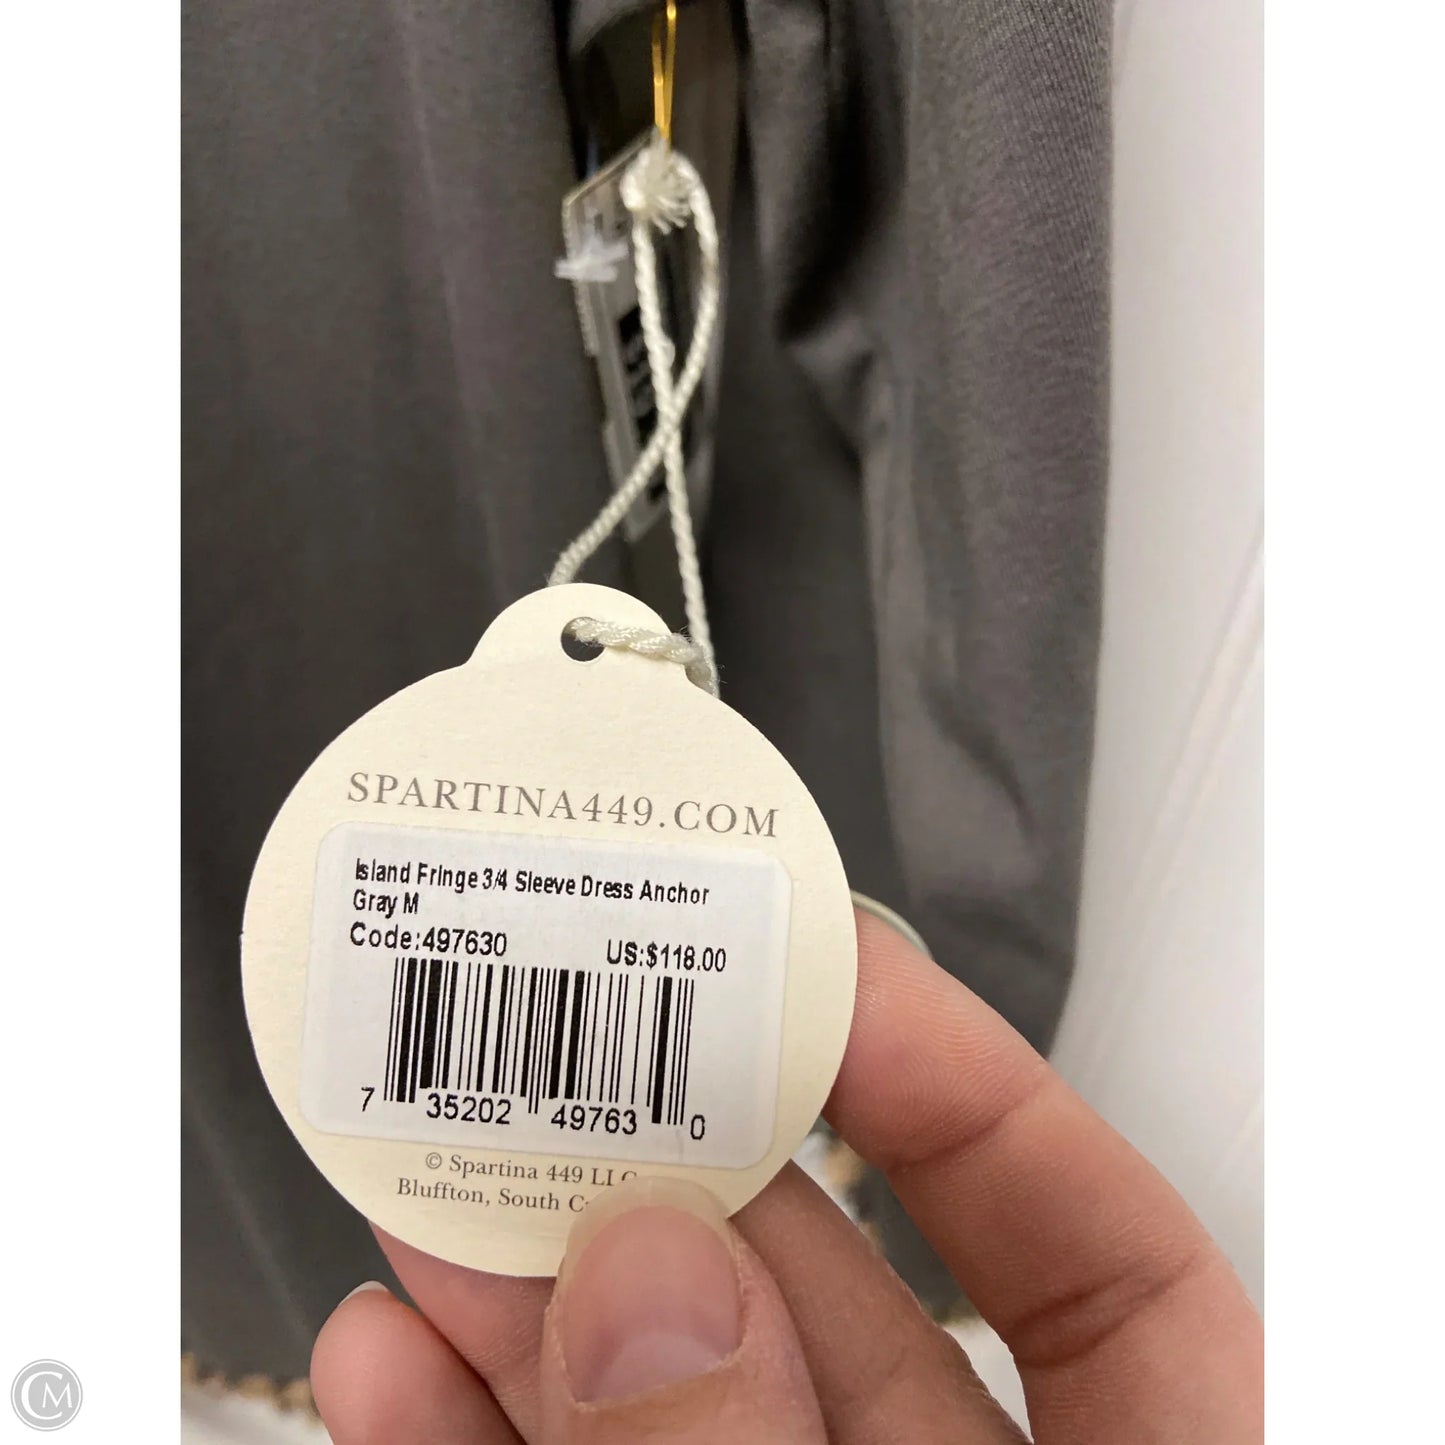 SPARTINA449.COM
Island Fringe 3/4 Sleeve Dress Anchor
Gray M
Code:497630 US:$118.00
7 35202 49763 0
© Spartina 449
Bluffton, South
CM